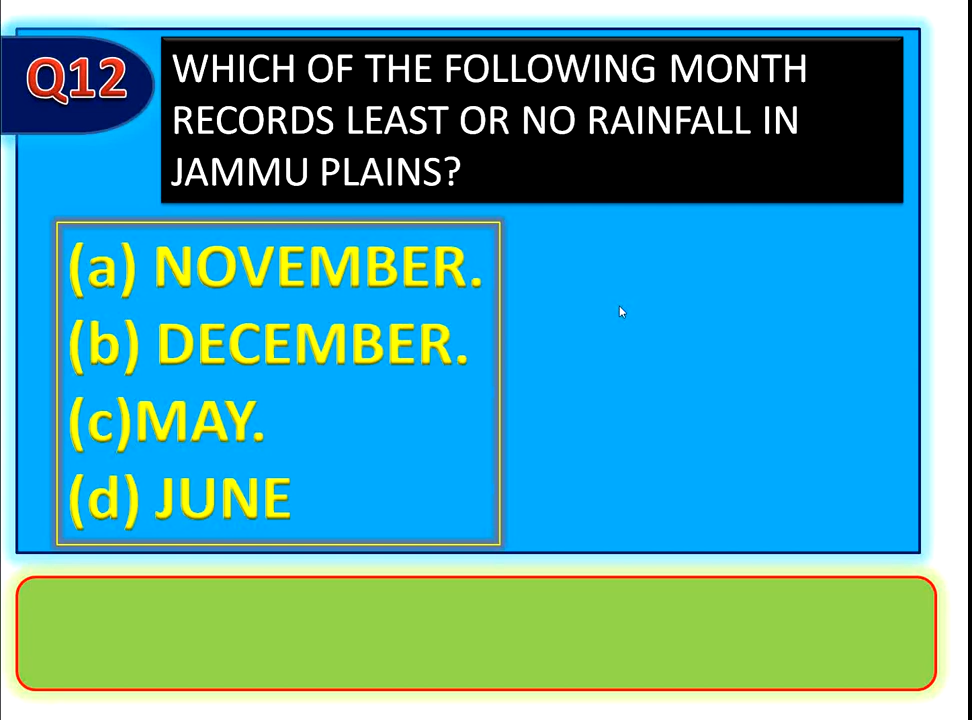 Q12
WHICH OF THE FOLLOWING MONTH
RECORDS LEAST OR NO RAINFALL IN
JAMMU PLAINS?
(a) NOVEMBER.
(b) DECEMBER.
(c)MAY.
(d) JUNE